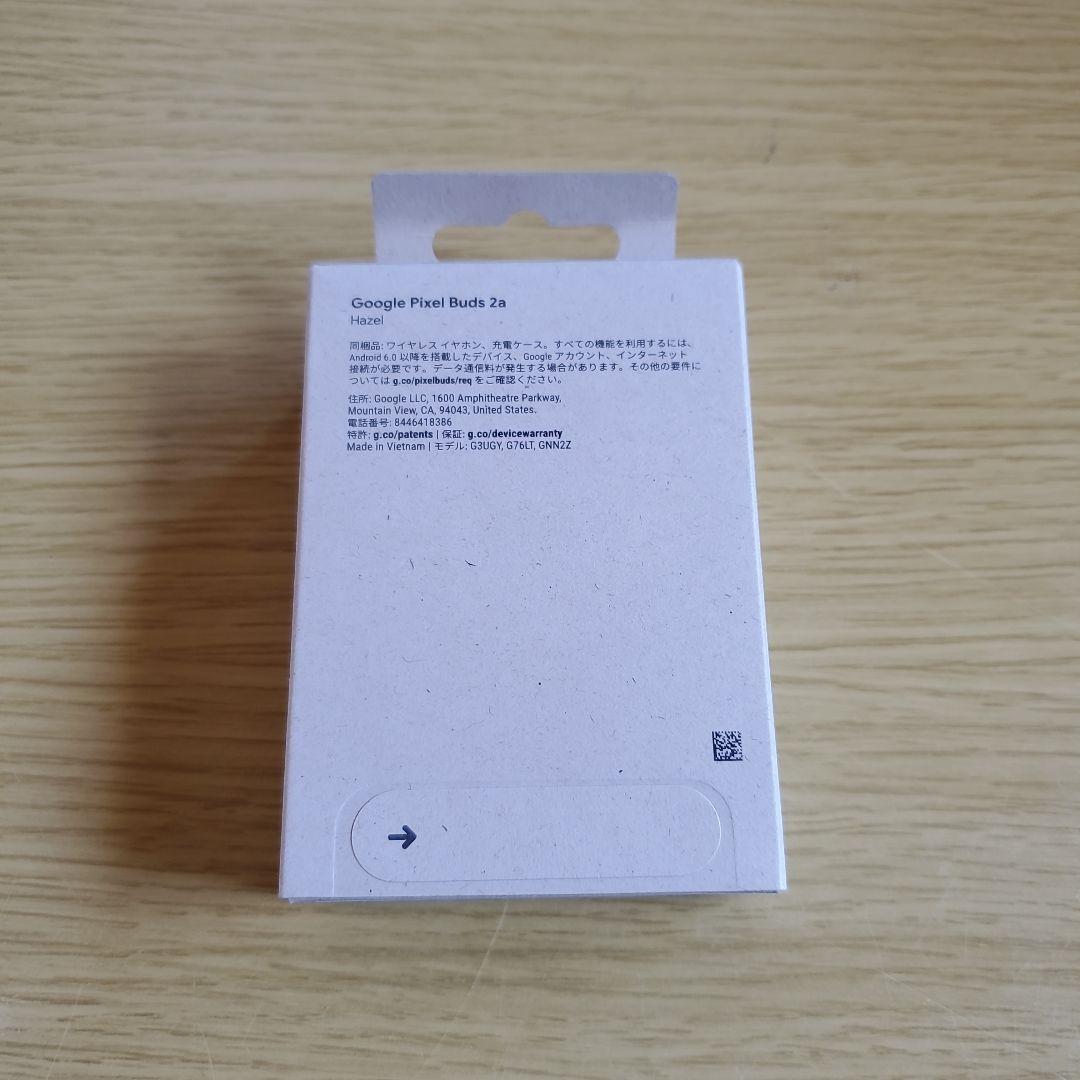 Google Pixel Buds 2a
Hazel
同梱品: ワイヤレス イヤホン、充電ケース。すべての機能を利用するには、
Android 6.0 以降を搭載したデバイス、Google アカウント、インターネット
接続が必要です。データ通信料が発生する場合があります。その他の要件に
ついては g.co/pixelbuds/req をご確認ください。
住所: Google LLC, 1600 Amphitheatre Parkway,
Mountain View, CA, 94043, United States.
電話番号: 8446418386
特許: g.co/patents | 保証: g.co/devicewarranty
Made in Vietnam | モデル: G3UGY, G76LT, GNN2Z